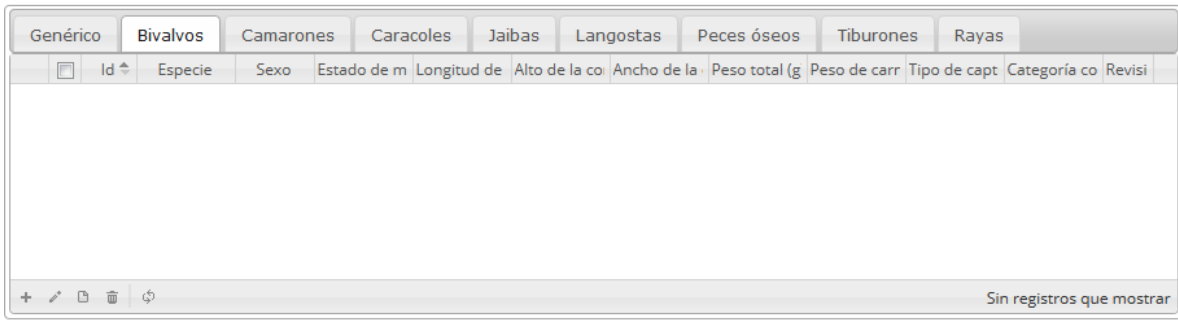 Genérico Bivalvos Camarones Caracoles Jaibas Langostas Peces óseos Tiburones Rayas
Id Especie Sexo Estado de m Longitud de Alto de la co Ancho de la Peso total (g Peso de carr Tipo de capt Categoría co Revisi
Sin registros que mostrar